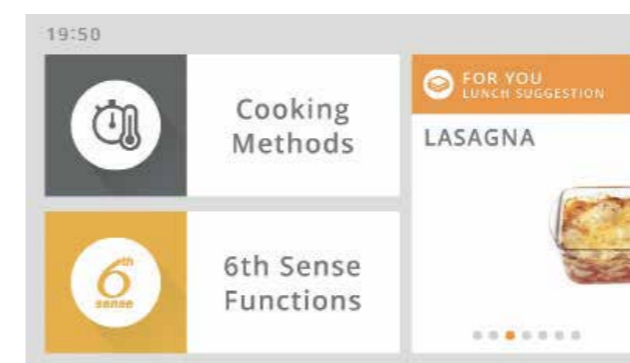 19:50
Cooking
Methods
FOR YOU
LUNCH SUGGESTION
LASAGNA
6th
sense
6th Sense
Functions